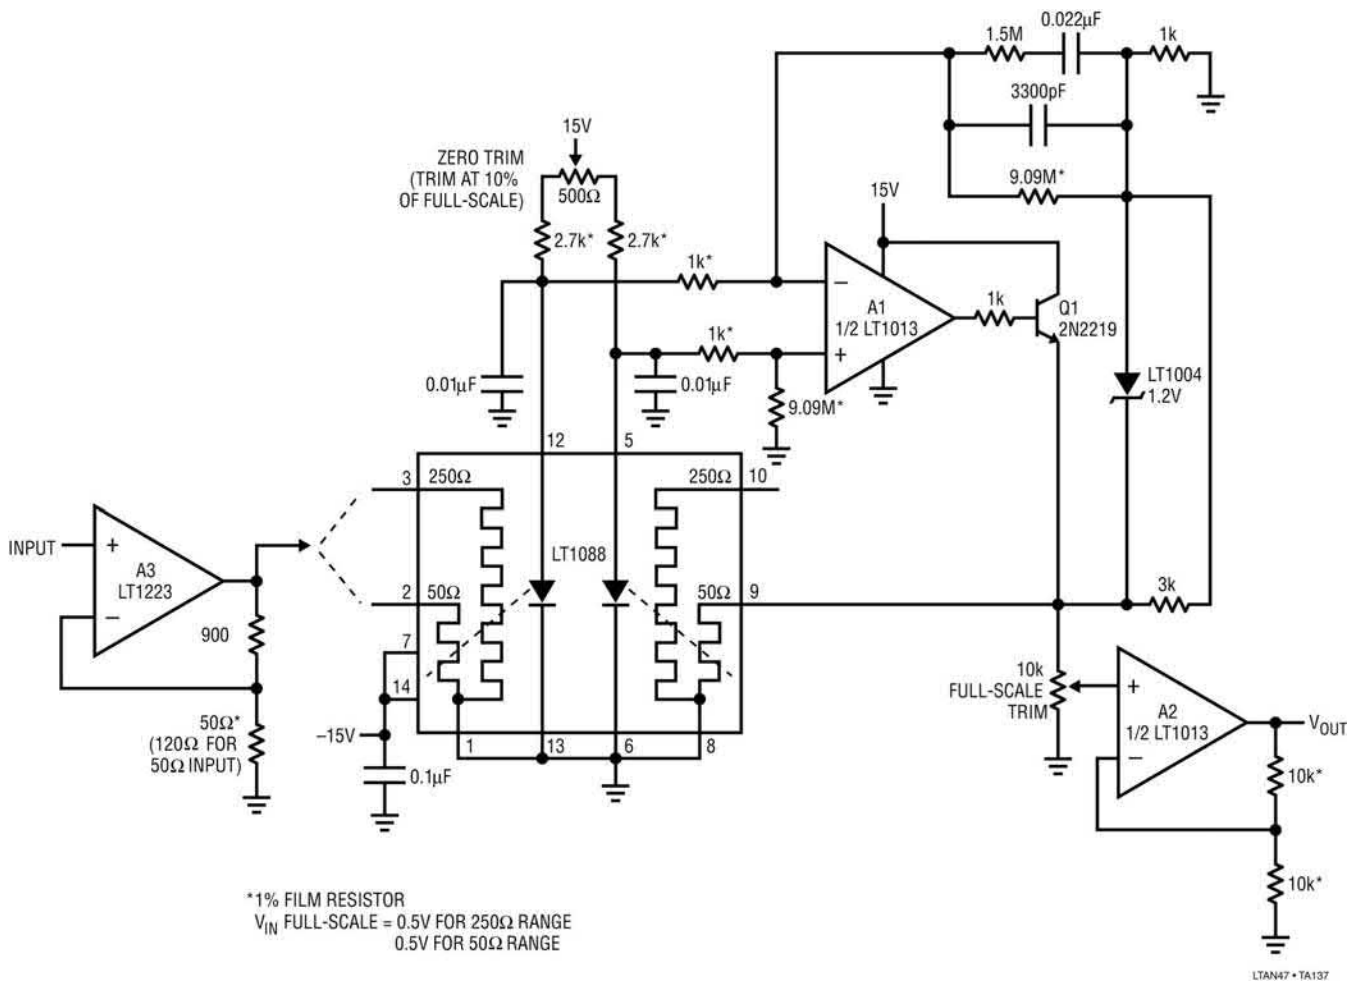 0.022µF
1.5M
1k
3300pF
15V
ZERO TRIM
(TRIM AT 10%
OF FULL-SCALE)
500Ω
9.09M*
15V
2.7k*
2.7k*
1k*
−
A1
1/2 LT1013
+
1k
Q1
2N2219
1k*
LT1004
1.2V
0.01µF
0.01µF
9.09M*
12
5
3
250Ω
250Ω
10
INPUT
+
A3
LT1223
−
LT1088
2
50Ω
50Ω
9
3k
900
7
14
10k
FULL-SCALE
TRIM
+
A2
1/2 LT1013
−
VOUT
50Ω*
(120Ω FOR
50Ω INPUT)
–15V
1
13
6
8
0.1µF
10k*
10k*
*1% FILM RESISTOR
VIN FULL-SCALE = 0.5V FOR 250Ω RANGE
0.5V FOR 50Ω RANGE
LTAN47 • TA137